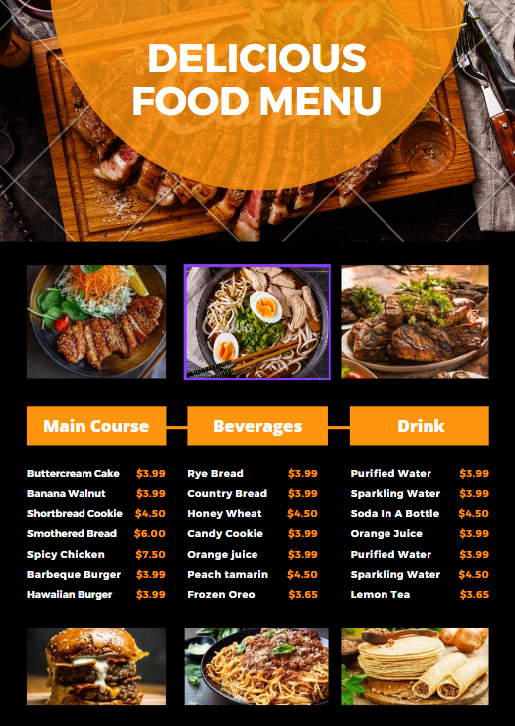 DELICIOUS
FOOD MENU
Main Course
Buttercream Cake $3.99
Banana Walnut $3.99
Shortbread Cookie $4.50
Smothered Bread $6.00
Spicy Chicken $7.50
Barbeque Burger $3.99
Hawaiian Burger $3.99
Beverages
Rye Bread $3.99
Country Bread $3.99
Honey Wheat $4.50
Candy Cookie $3.99
Orange juice $3.99
Peach tamarin $4.50
Frozen Oreo $3.65
Drink
Purified Water $3.99
Sparkling Water $3.99
Soda In A Bottle $4.50
Orange Juice $3.99
Purified Water $3.99
Sparkling Water $4.50
Lemon Tea $3.65